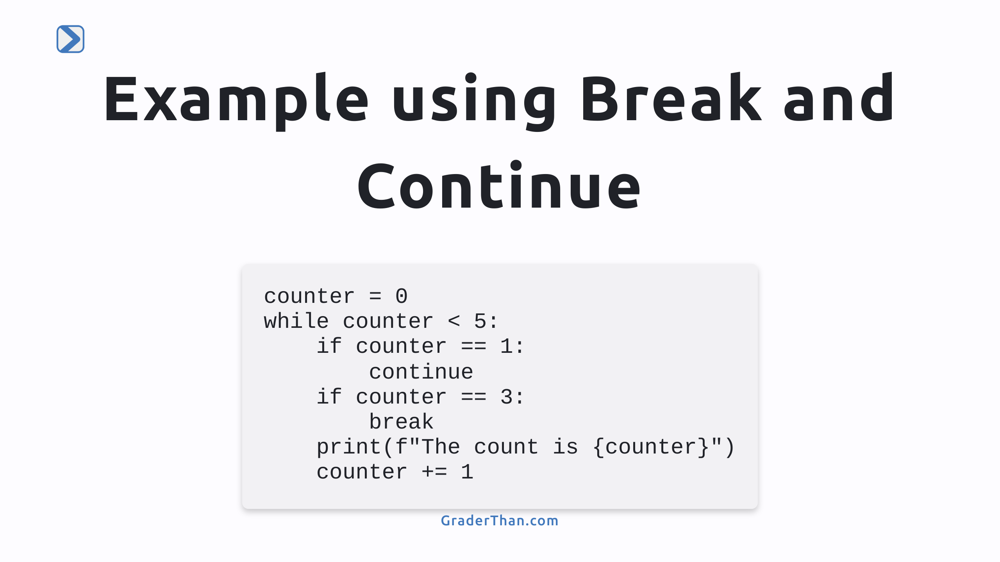 Example using Break and
Continue
counter = 0
while counter < 5:
    if counter == 1:
        continue
    if counter == 3:
        break
    print(f"The count is {counter}")
    counter += 1
GraderThan.com